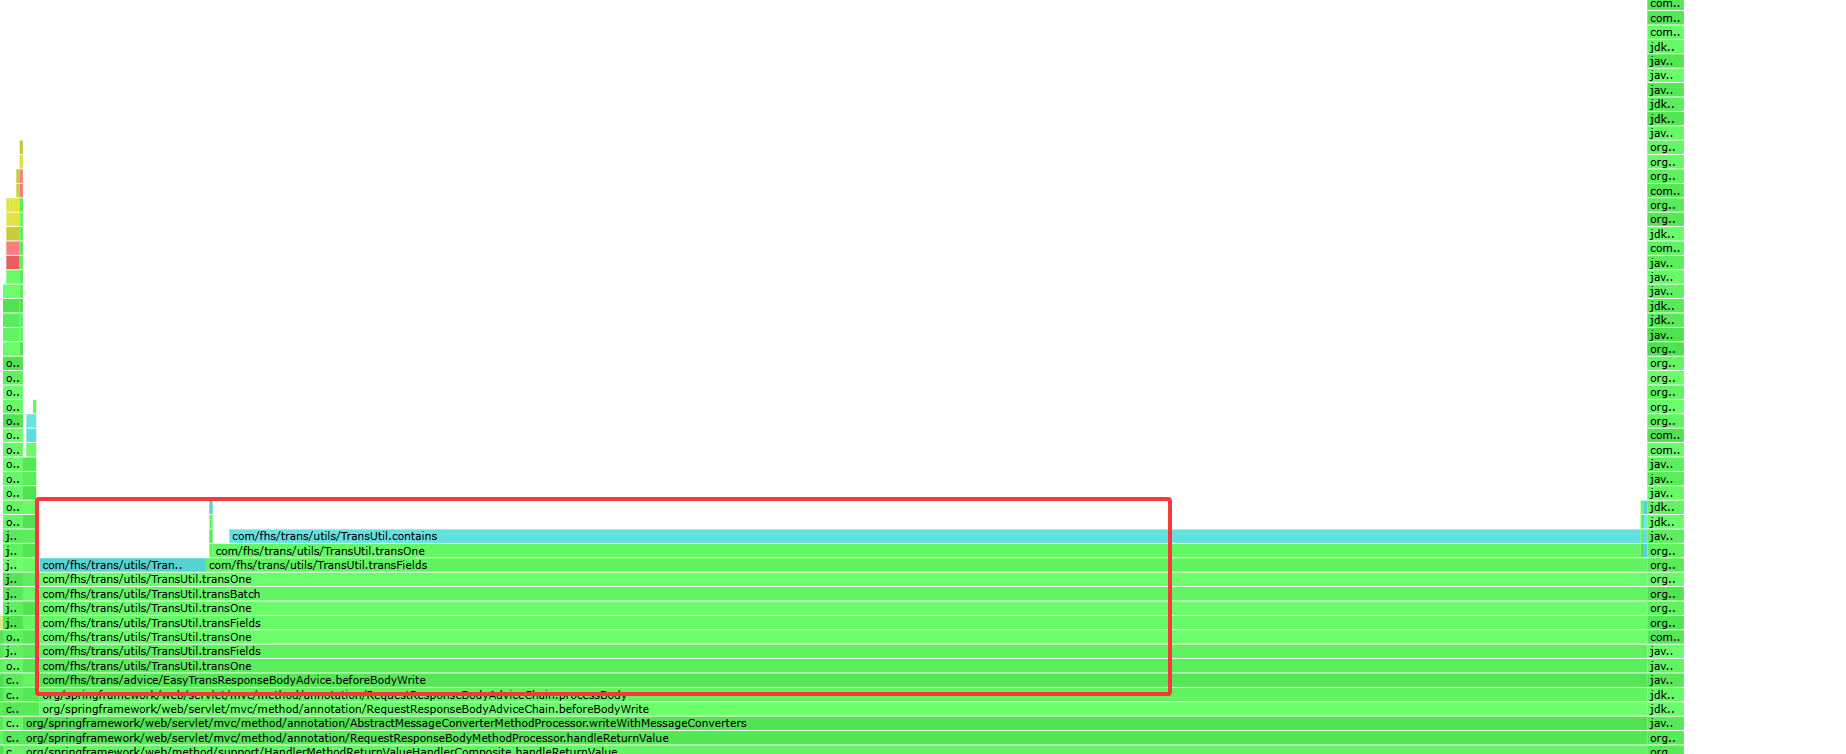 com..
com..
com..
jdk..
jav..
jav..
jav..
jdk..
jdk..
jav..
org..
org..
org..
com..
org..
org..
jdk..
com..
jav..
jav..
jav..
jdk..
jdk..
jav..
org..
o.. org..
o.. org..
o.. org..
o.. org..
o.. org..
o.. com..
o.. com..
o.. jav..
o.. jav..
o.. jav..
o.. jdk..
o.. jdk..
j.. com/fhs/trans/utils/TransUtil.contains jav..
j.. com/fhs/trans/utils/TransUtil.transOne org..
j.. com/fhs/trans/utils/Tran.. com/fhs/trans/utils/TransUtil.transFields org..
j.. com/fhs/trans/utils/TransUtil.transOne org..
j.. com/fhs/trans/utils/TransUtil.transBatch org..
j.. com/fhs/trans/utils/TransUtil.transOne org..
j.. com/fhs/trans/utils/TransUtil.transFields org..
o.. com/fhs/trans/utils/TransUtil.transOne com..
j.. com/fhs/trans/utils/TransUtil.transFields jav..
o.. com/fhs/trans/utils/TransUtil.transOne jav..
c.. com/fhs/trans/advice/EasyTransResponseBodyAdvice.beforeBodyWrite jav..
c.. org/springframework/web/servlet/mvc/method/annotation/RequestResponseBodyAdviceChain.processBody jdk..
c.. org/springframework/web/servlet/mvc/method/annotation/RequestResponseBodyAdviceChain.beforeBodyWrite jdk..
c.. org/springframework/web/servlet/mvc/method/annotation/AbstractMessageConverterMethodProcessor.writeWithMessageConverters jav..
c.. org/springframework/web/servlet/mvc/method/annotation/RequestResponseBodyMethodProcessor.handleReturnValue org..
c.. org/springframework/web/method/support/HandlerMethodReturnValueHandlerComposite.handleReturnValue org..